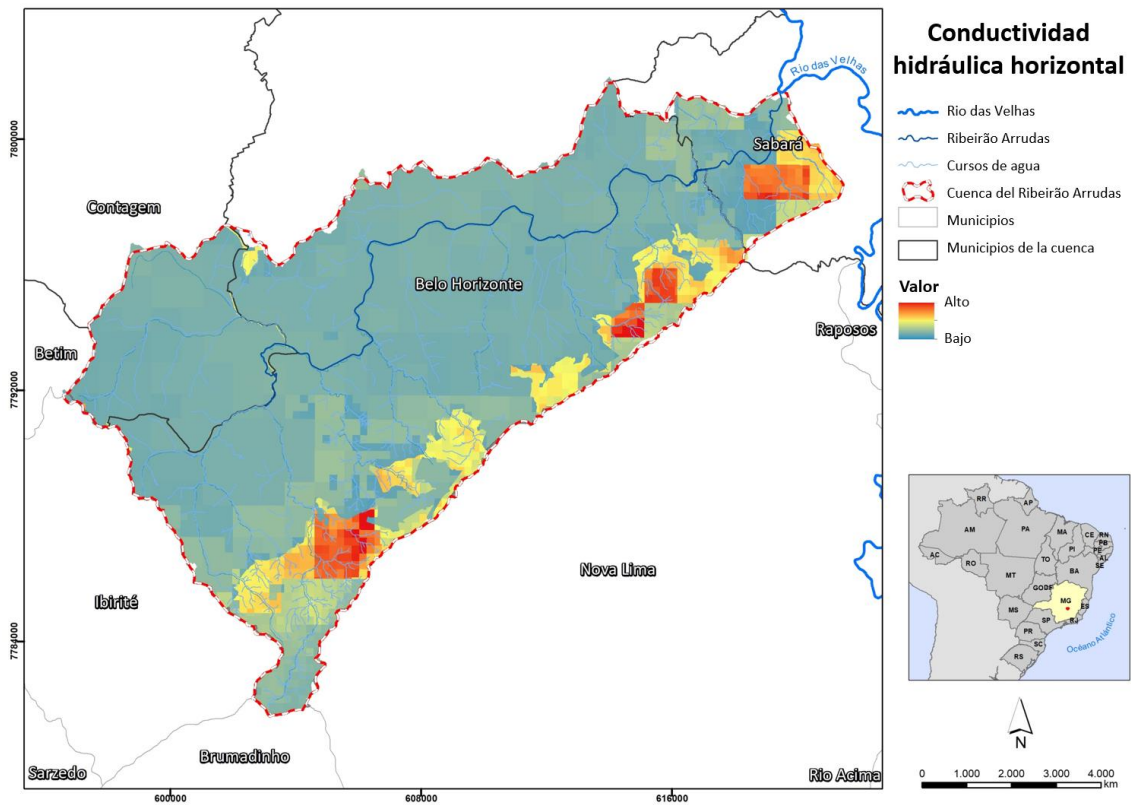 Conductividad
hidráulica horizontal
Rio das Velhas
Ribeirão Arrudas
Cursos de agua
Cuenca del Ribeirão Arrudas
Municipios
Municipios de la cuenca
Valor
Alto
Bajo
Rio das Velhas
7800000
Sabará
Contagem
Belo Horizonte
Raposos
Betim
7792000
Nova Lima
Ibirité
7784000
Brumadinho
Sarzedo
Rio Acima
600000
608000
616000
RR
AP
AM
PA
MA
CE
RN
PB
PI
PE
AL
SE
AC
TO
RO
BA
MT
GO
DF
MG
ES
MS
SP
RJ
PR
SC
RS
Océano Atlántico
N
0
1.000
2.000
3.000
4.000
km